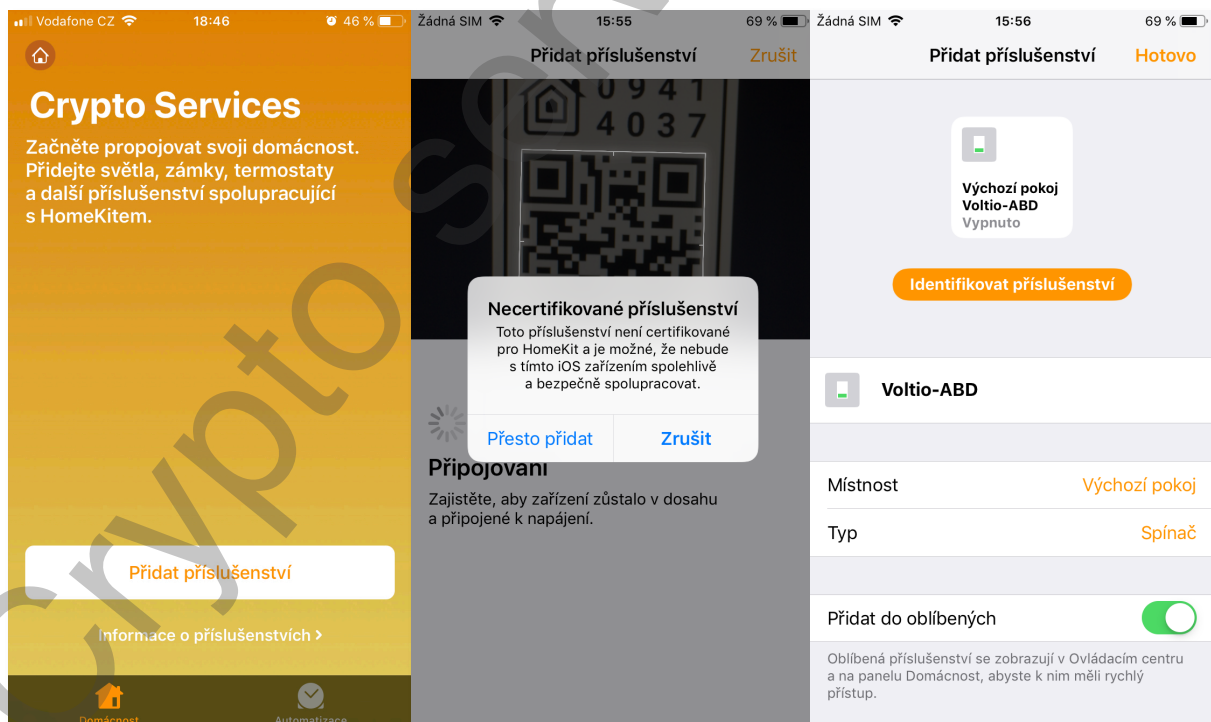 Vodafone CZ
18:46
46 %
Crypto Services
Začněte propojovat svoji domácnost.
Přidejte světla, zámky, termostaty
a další příslušenství spolupracující
s HomeKitem.
Přidat příslušenství
Informace o příslušenstvích >
Domácnost
Automatizace
Žádná SIM
15:55
69 %
Přidat příslušenství
Zrušit
0941
4037
Necertifikované příslušenství
Toto příslušenství není certifikované
pro HomeKit a je možné, že nebude
s tímto iOS zařízením spolehlivě
a bezpečně spolupracovat.
Přesto přidat
Zrušit
Připojování
Zajistěte, aby zařízení zůstalo v dosahu
a připojené k napájení.
Žádná SIM
15:56
69 %
Přidat příslušenství
Hotovo
Výchozí pokoj
Voltio-ABD
Vypnuto
Identifikovat příslušenství
Voltio-ABD
Místnost
Výchozí pokoj
Typ
Spínač
Přidat do oblíbených
Oblíbená příslušenství se zobrazují v Ovládacím centru
a na panelu Domácnost, abyste k nim měli rychlý
přístup.